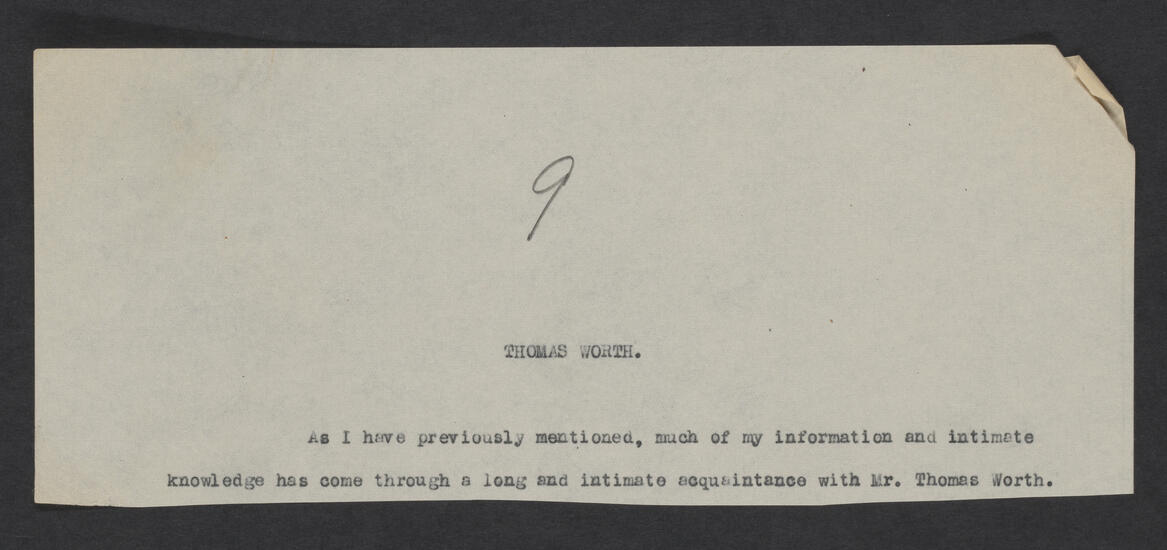 9
THOMAS WORTH.
As I have previously mentioned, much of my information and intimate
knowledge has come through a long and intimate acquaintance with Mr. Thomas Worth.